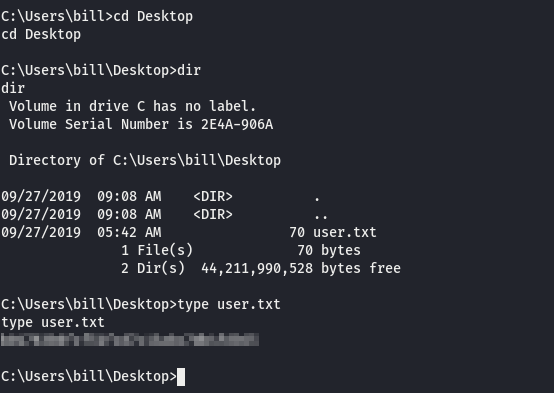 C:\Users\bill>cd Desktop
cd Desktop
C:\Users\bill\Desktop>dir
dir
Volume in drive C has no label.
Volume Serial Number is 2E4A-906A
Directory of C:\Users\bill\Desktop
09/27/2019  09:08 AM    <DIR>          .
09/27/2019  09:08 AM    <DIR>          ..
09/27/2019  05:42 AM                70 user.txt
1 File(s)             70 bytes
2 Dir(s)  44,211,990,528 bytes free
C:\Users\bill\Desktop>type user.txt
type user.txt
C:\Users\bill\Desktop>